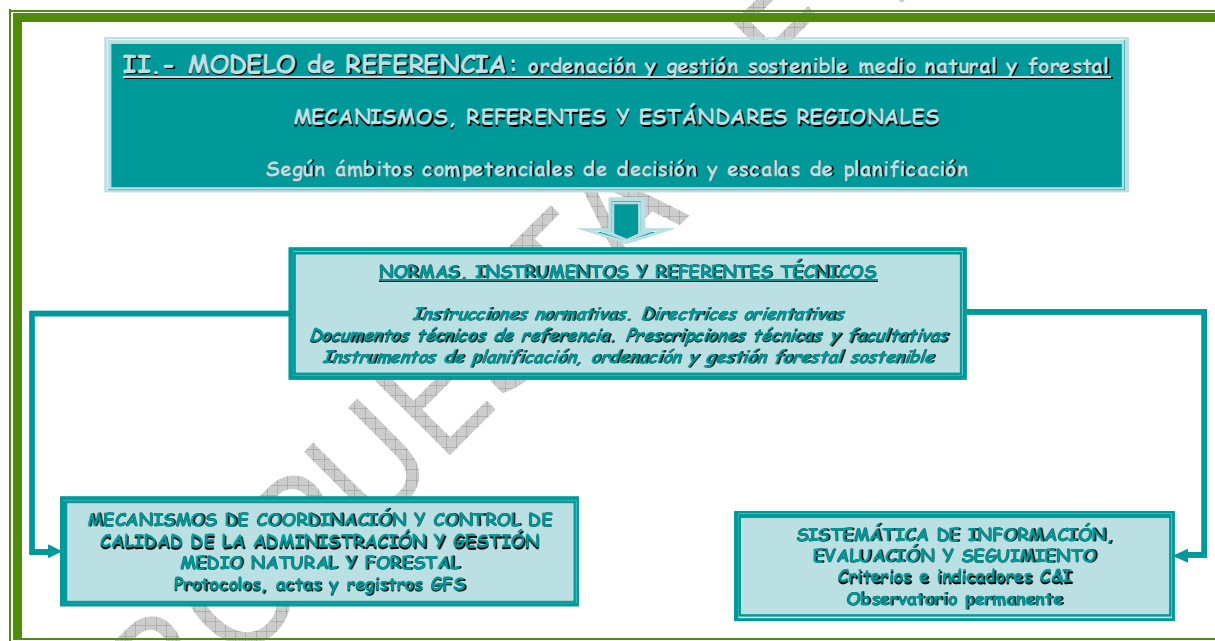 II.- MODELO de REFERENCIA: ordenación y gestión sostenible medio natural y forestal
MECANISMOS, REFERENTES Y ESTÁNDARES REGIONALES
Según ámbitos competenciales de decisión y escalas de planificación
NORMAS, INSTRUMENTOS Y REFERENTES TÉCNICOS
Instrucciones normativas. Directrices orientativas
Documentos técnicos de referencia. Prescripciones técnicas y facultativas
Instrumentos de planificación, ordenación y gestión forestal sostenible
MECANISMOS DE COORDINACIÓN Y CONTROL DE
CALIDAD DE LA ADMINISTRACIÓN Y GESTIÓN
MEDIO NATURAL Y FORESTAL
Protocolos, actas y registros GFS
SISTEMÁTICA DE INFORMACIÓN,
EVALUACIÓN Y SEGUIMIENTO
Criterios e indicadores C&I
Observatorio permanente